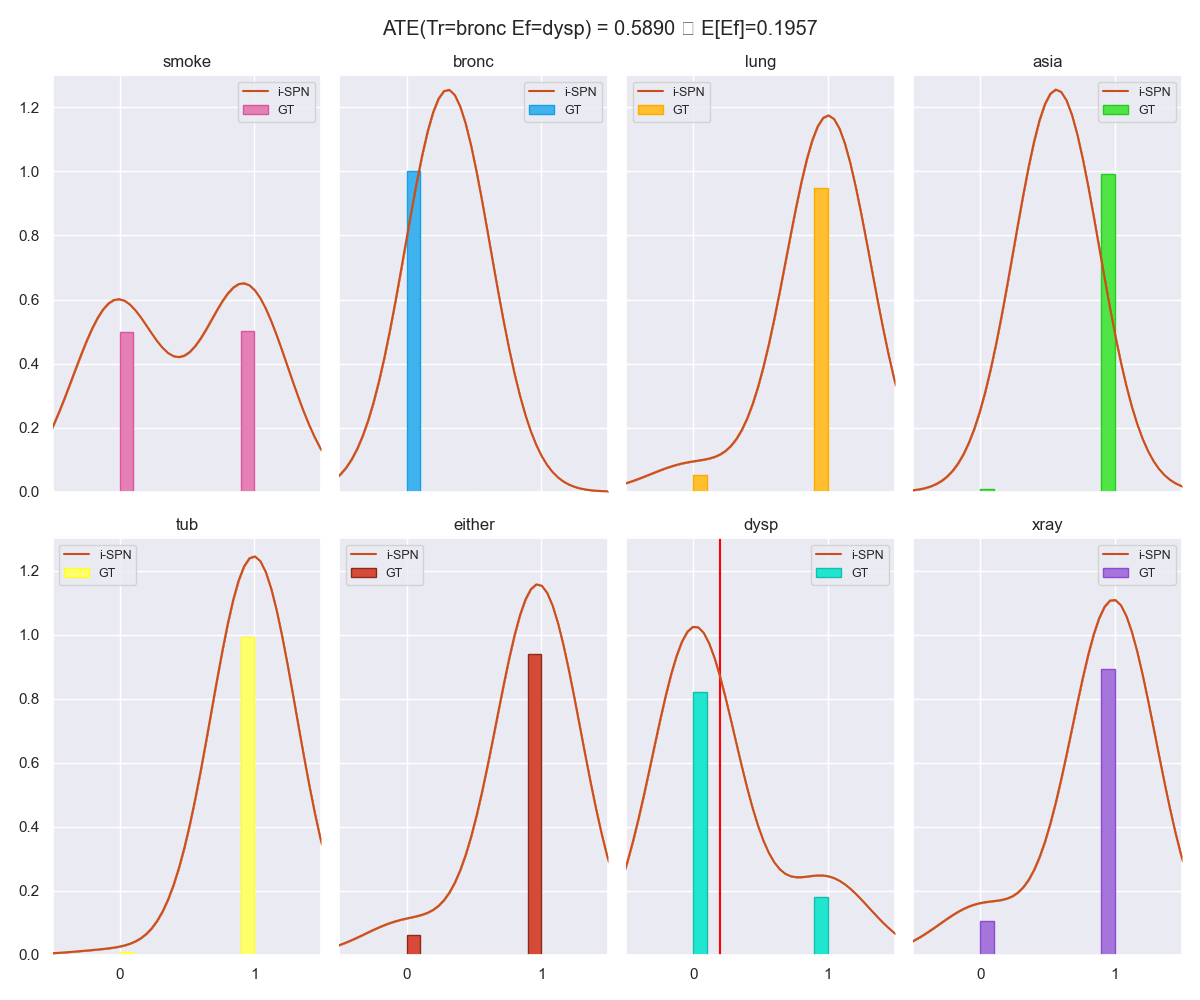 ATE(Tr=bronc Ef=dysp) = 0.5890 ▯ E[Ef]=0.1957
smoke bronc lung asia
i-SPN
GT
i-SPN
GT
i-SPN
GT
i-SPN
GT
1.2
1.0
0.8
0.6
0.4
0.2
0.0
tub either dysp xray
i-SPN
GT
i-SPN
GT
i-SPN
GT
i-SPN
GT
1.2
1.0
0.8
0.6
0.4
0.2
0.0
0 1 0 1 0 1 0 1